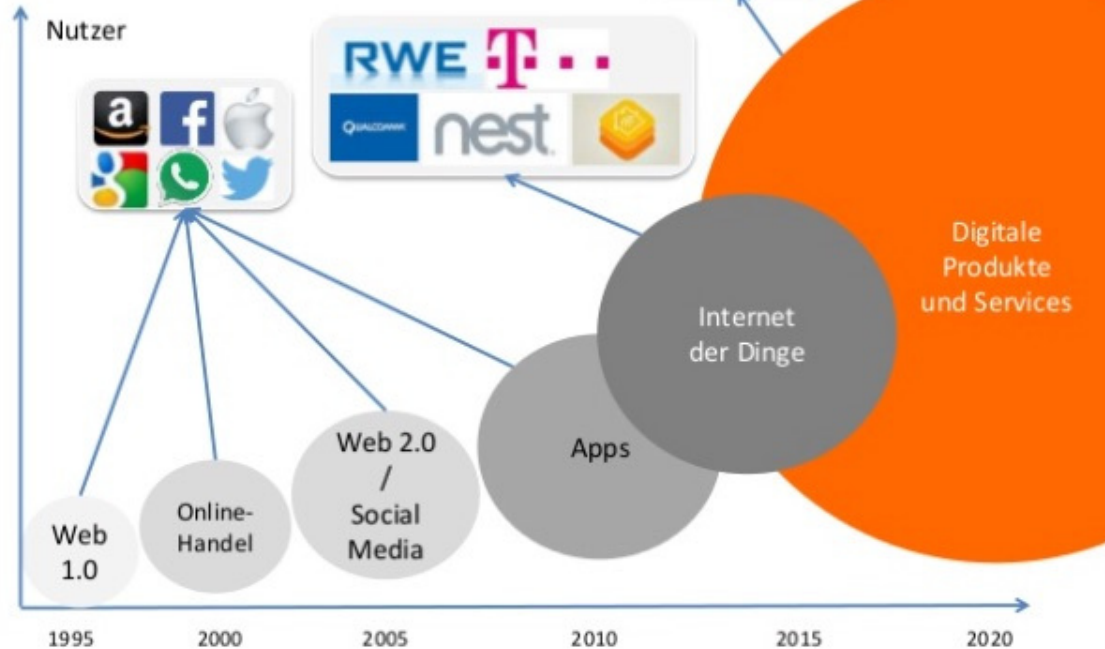 Nutzer
RWE T
a
QUALCOMM nest
Digitale
Produkte
und Services
Internet
der Dinge
Apps
Web 2.0
/
Social
Media
Online-
Handel
Web
1.0
1995 2000 2005 2010 2015 2020